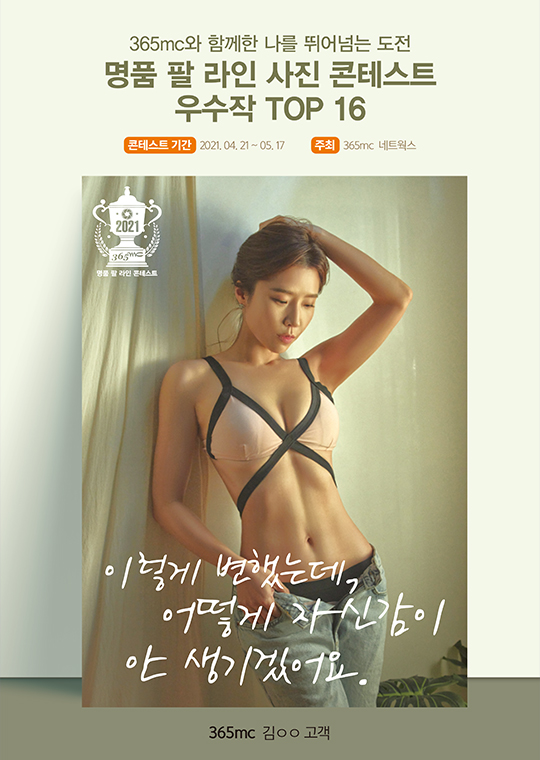 365mc와 함께한 나를 뛰어넘는 도전
명품 팔 라인 사진 콘테스트
우수작 TOP 16
콘테스트 기간 2021. 04. 21 ~ 05. 17 주최 365mc 네트웍스
2021
365mc
명품 팔 라인 콘테스트
이렇게 변했는데,
어떻게 자신감이
안 생기겠어요.
365mc 김ㅇㅇ 고객